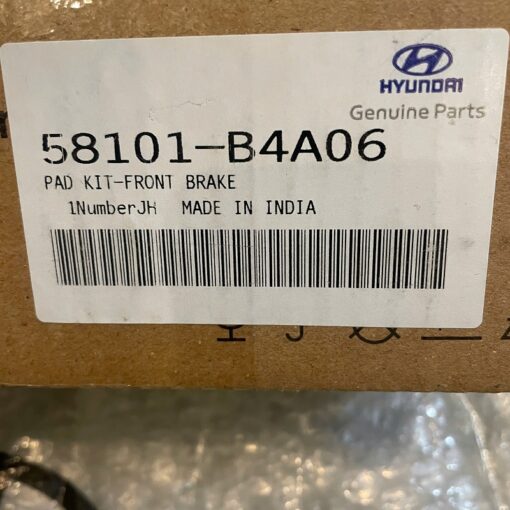 HYUNDAI
Genuine Parts
58101-B4A06
PAD KIT-FRONT BRAKE
1NumberJH MADE IN INDIA